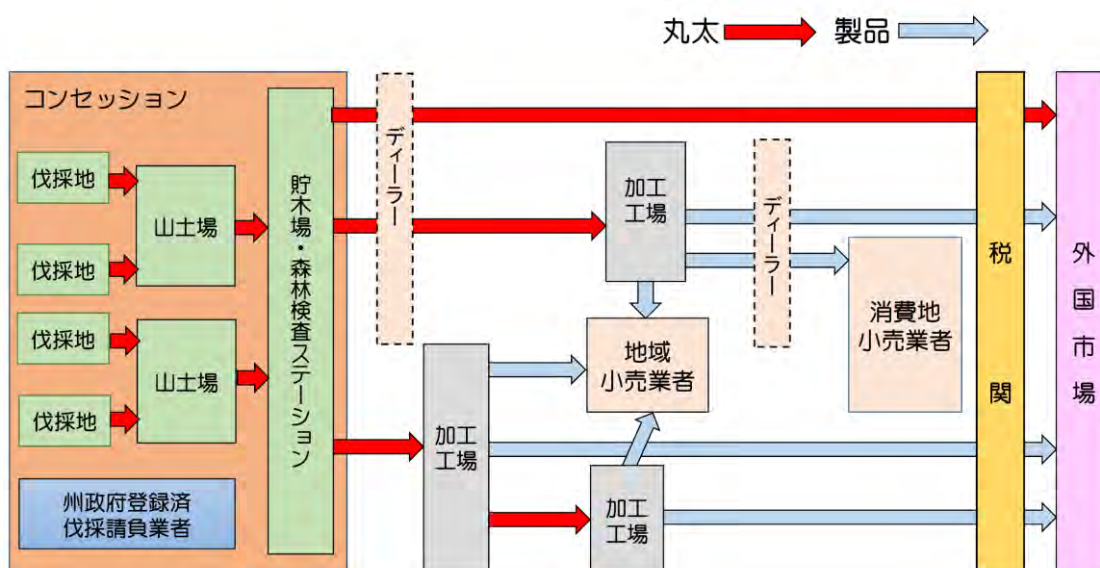 丸太
製品
コンセッション
伐採地
伐採地
伐採地
伐採地
山土場
山土場
州政府登録済
伐採請負業者
貯木場・森林検査ステーション
ディーラー
加工
工場
加工
工場
加工
工場
地域
小売業者
ディーラー
消費地
小売業者
税関
外国市場